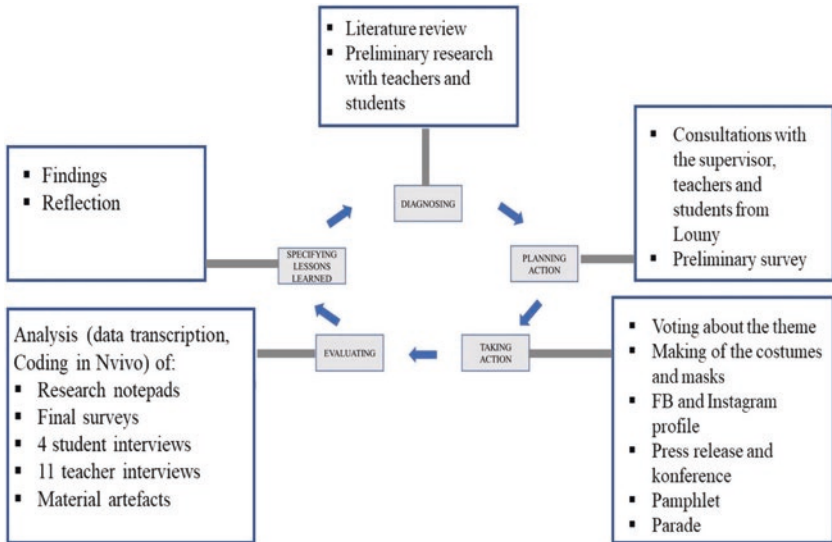 ▪ Literature review
▪ Preliminary research
with teachers and
students
▪ Consultations with
the supervisor,
teachers and
students from
Louny
▪ Preliminary survey
▪ Findings
▪ Reflection
DIAGNOSING
SPECIFYING
LESSONS
LEARNED
PLANNING
ACTION
EVALUATING
TAKING
ACTION
Analysis (data transcription,
Coding in Nvivo) of:
▪ Research notepads
▪ Final surveys
▪ 4 student interviews
▪ 11 teacher interviews
▪ Material artefacts
▪ Voting about the theme
▪ Making of the costumes
and masks
▪ FB and Instagram
profile
▪ Press release and
konference
▪ Pamphlet
▪ Parade